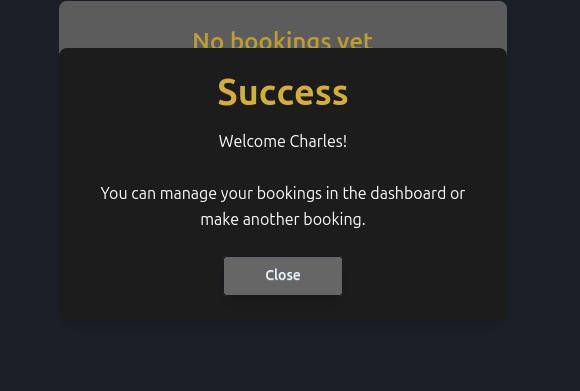 No bookings yet
Success
Welcome Charles!
You can manage your bookings in the dashboard or
make another booking.
Close